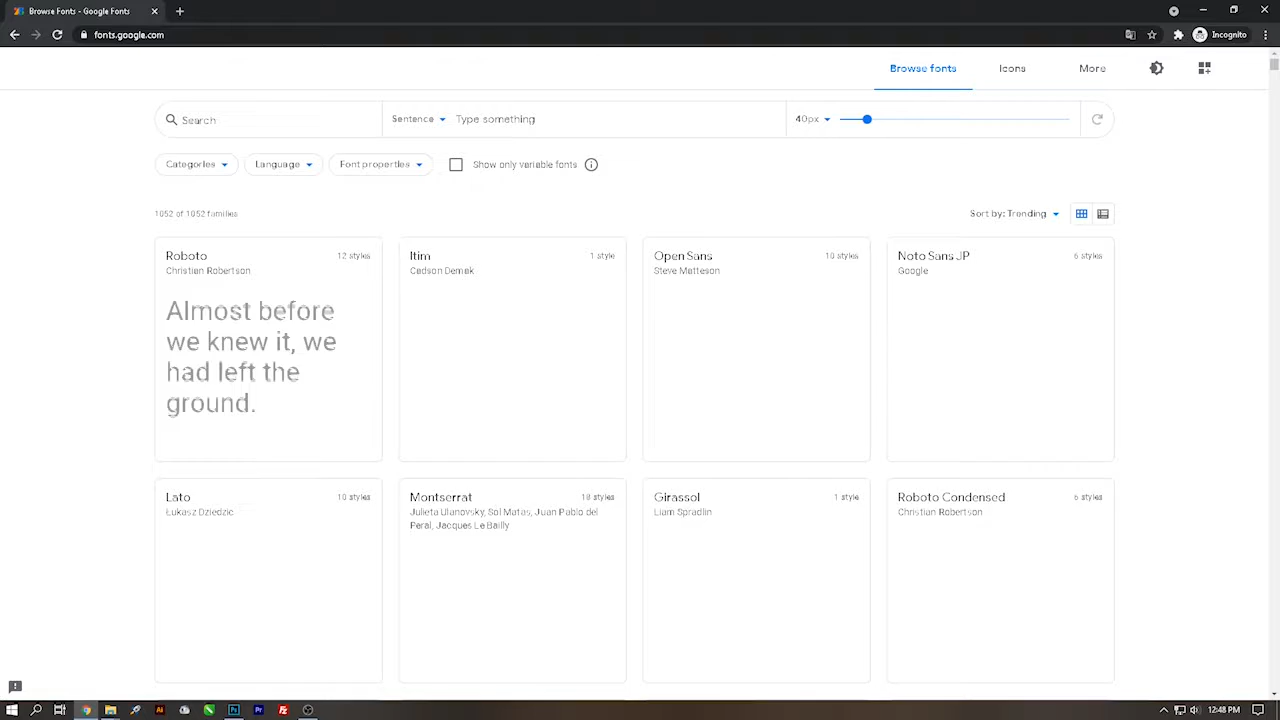 Browse Fonts - Google Fonts
fonts.google.com
Incognito
Browse fonts
Icons
More
Search
Sentence
Type something
40px
Categories
Language
Font properties
Show only variable fonts
1052 of 1052 families
Sort by: Trending
Roboto
12 styles
Christian Robertson
Almost before
we knew it, we
had left the
ground.
Itim
1 style
Cadson Demak
Open Sans
10 styles
Steve Matteson
Noto Sans JP
6 styles
Google
Lato
10 styles
Łukasz Dziedzic
Montserrat
18 styles
Julieta Ulanovsky, Sol Matas, Juan Pablo del
Peral, Jacques Le Bailly
Girassol
1 style
Liam Spradlin
Roboto Condensed
6 styles
Christian Robertson
Ai
Ps
Pr
12:48 PM